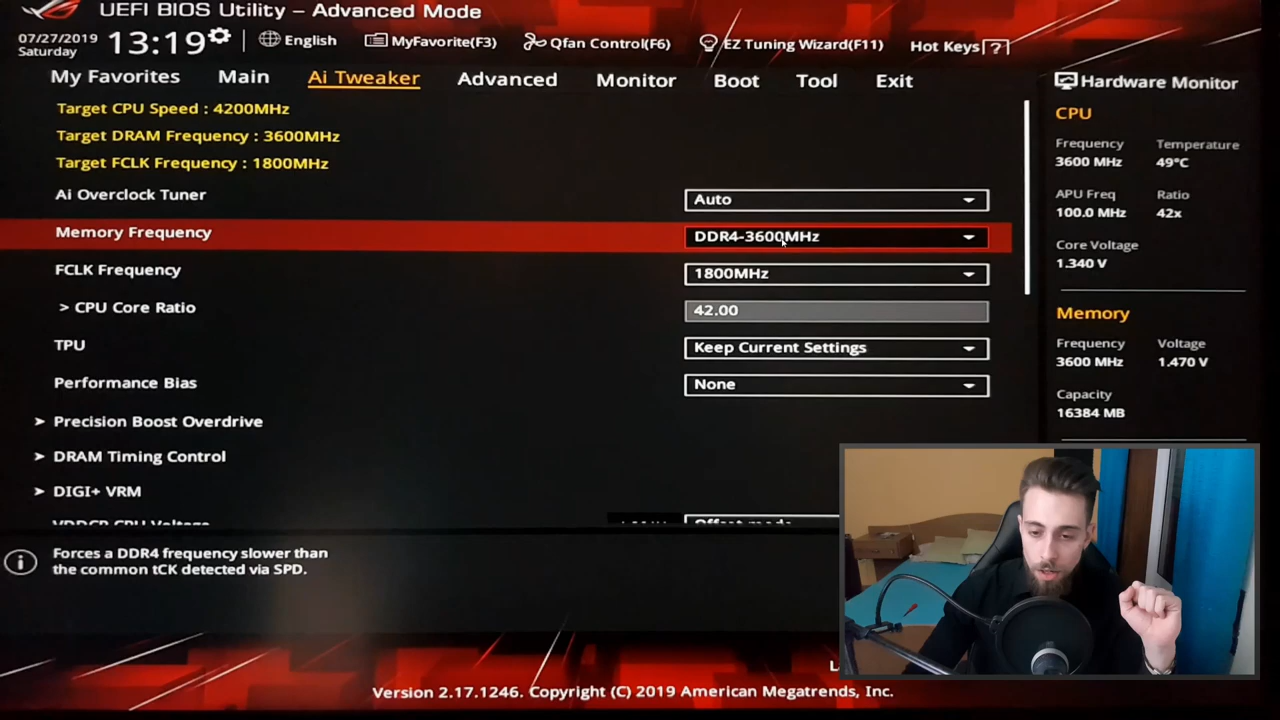 UEFI BIOS Utility – Advanced Mode
07/27/2019
Saturday
13:19
English
MyFavorite(F3)
Qfan Control(F6)
EZ Tuning Wizard(F11)
Hot Keys ?
My Favorites Main Ai Tweaker Advanced Monitor Boot Tool Exit
Target CPU Speed : 4200MHz
Target DRAM Frequency : 3600MHz
Target FCLK Frequency : 1800MHz
Ai Overclock Tuner Auto
Memory Frequency DDR4-3600MHz
FCLK Frequency 1800MHz
> CPU Core Ratio 42.00
TPU Keep Current Settings
Performance Bias None
Precision Boost Overdrive
DRAM Timing Control
DIGI+ VRM
VDDCR CPU Voltage Offset mode
Forces a DDR4 frequency slower than
the common tCK detected via SPD.
Hardware Monitor
CPU
Frequency Temperature
3600 MHz 49°C
APU Freq Ratio
100.0 MHz 42x
Core Voltage
1.340 V
Memory
Frequency Voltage
3600 MHz 1.470 V
Capacity
16384 MB
Version 2.17.1246. Copyright (C) 2019 American Megatrends, Inc.